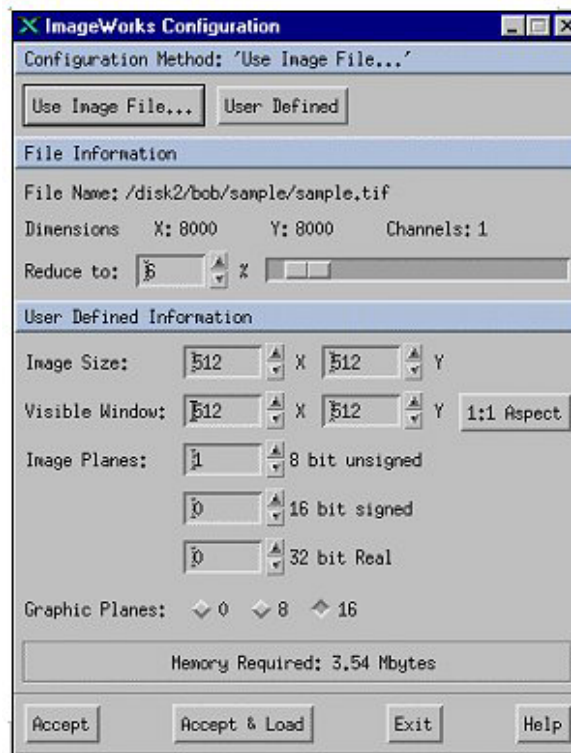 ImageWorks Configuration
Configuration Method: 'Use Image File...'
Use Image File... User Defined
File Information
File Name: /disk2/bob/sample/sample.tif
Dimensions X: 8000 Y: 8000 Channels: 1
Reduce to: 6 %
User Defined Information
Image Size: 512 X 512 Y
Visible Window: 512 X 512 Y 1:1 Aspect
Image Planes: 1 8 bit unsigned
0 16 bit signed
0 32 bit Real
Graphic Planes: 0 8 16
Memory Required: 3.54 Mbytes
Accept Accept & Load Exit Help